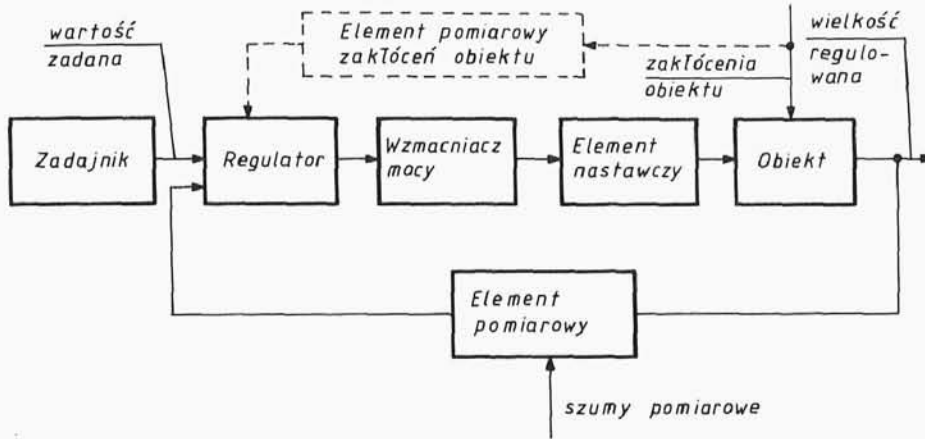 wartość
zadana
Element pomiarowy
zakłóceń obiektu
zakłócenia
obiektu
wielkość
regulo-
wana
Zadajnik
Regulator
Wzmacniacz
mocy
Element
nastawczy
Obiekt
Element
pomiarowy
szumy pomiarowe